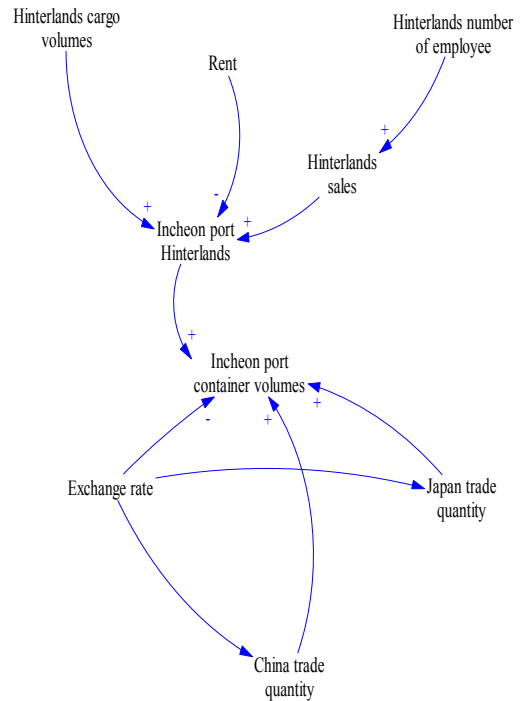 Hinterlands cargo
volumes
Hinterlands number
of employee
Rent
+
Hinterlands
sales
-
+
+
Incheon port
Hinterlands
+
Incheon port
container volumes
-
+
+
Exchange rate
Japan trade
quantity
China trade
quantity